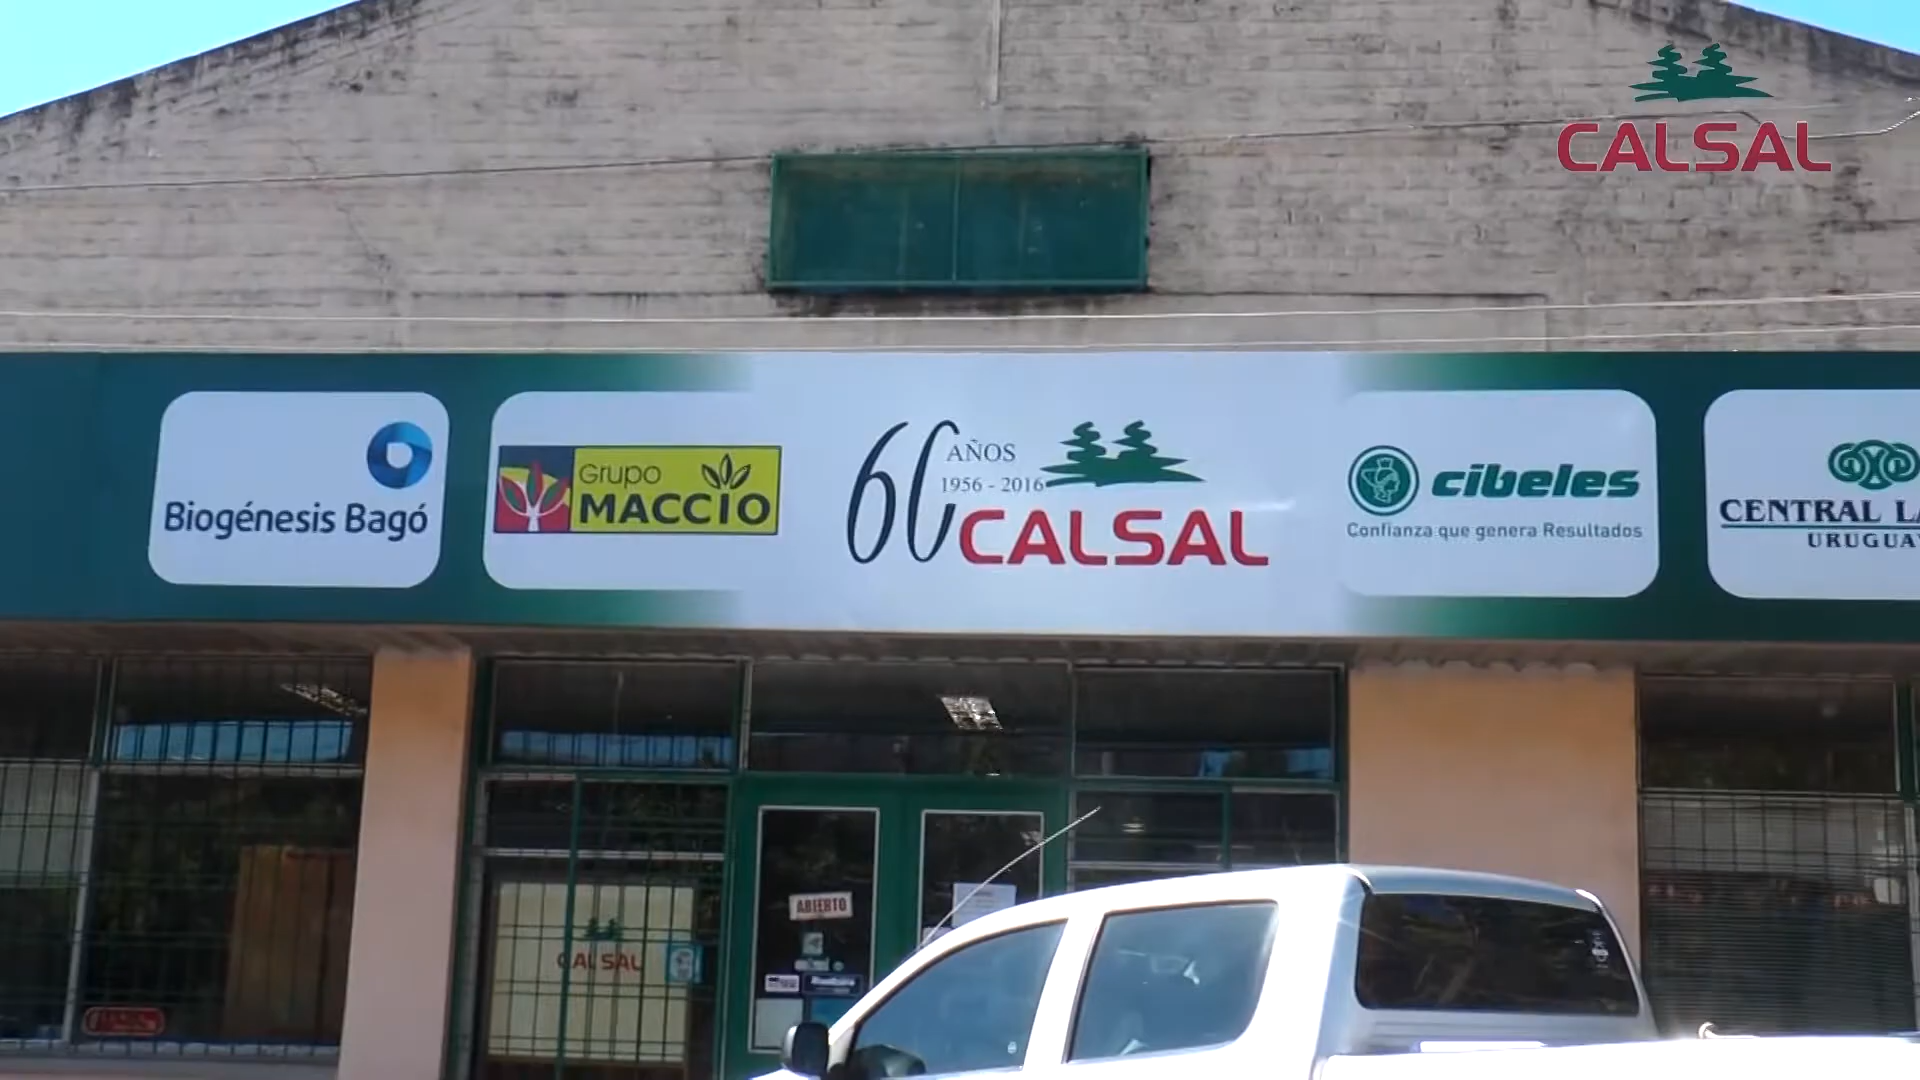 CALSAL
Biogénesis Bagó
Grupo
MACCIO
60 AÑOS
1956 - 2016
CALSAL
cibeles
Confianza que genera Resultados
CENTRAL
URUGUAY
ABIERTO
CALSAL